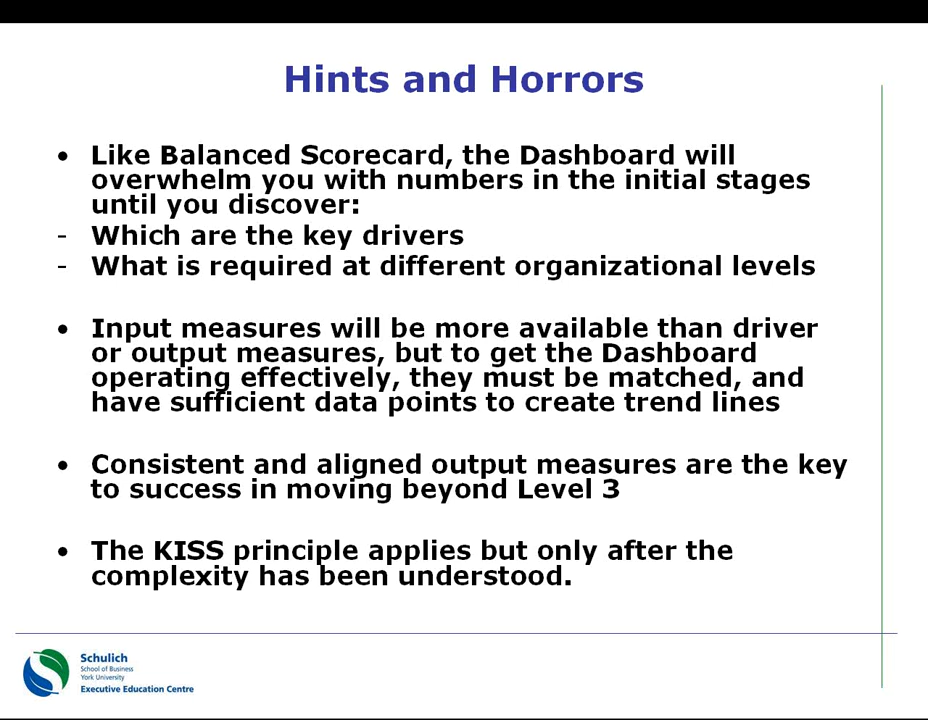 Hints and Horrors
• Like Balanced Scorecard, the Dashboard will
overwhelm you with numbers in the initial stages
until you discover:
- Which are the key drivers
- What is required at different organizational levels
• Input measures will be more available than driver
or output measures, but to get the Dashboard
operating effectively, they must be matched, and
have sufficient data points to create trend lines
• Consistent and aligned output measures are the key
to success in moving beyond Level 3
• The KISS principle applies but only after the
complexity has been understood.
Schulich
School of Business
York University
Executive Education Centre